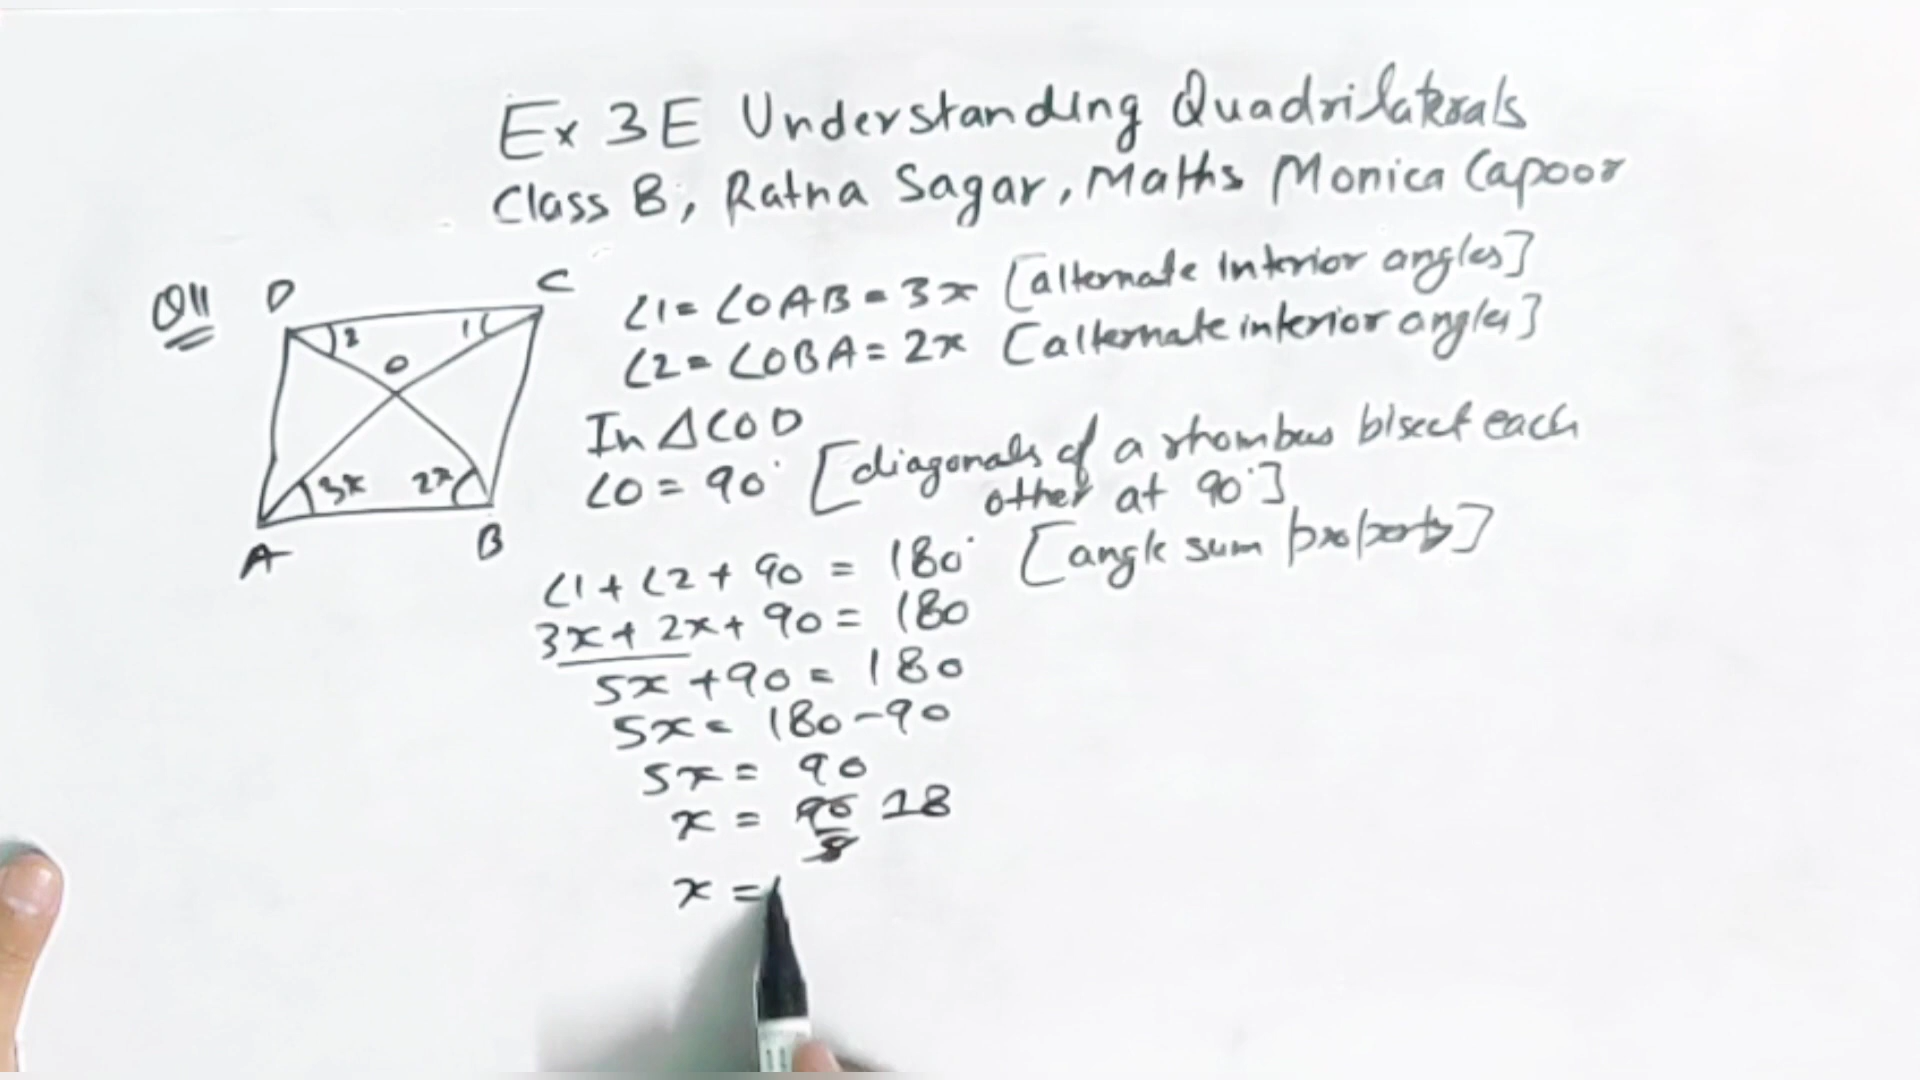 Ex 3E Understanding Quadrilaterals
Class 8, Ratna Sagar, Maths Monica Capoor
Q11
D
C
2
1
O
3x
2x
A
B
∠1 = ∠OAB = 3x [alternate interior angles]
∠2 = ∠OBA = 2x [alternate interior angles]
In △COD
∠O = 90° [diagonals of a rhombus bisect each
other at 90°]
∠1 + ∠2 + 90 = 180° [angle sum property]
3x + 2x + 90 = 180
5x + 90 = 180
5x = 180 - 90
5x = 90
x = 90/5 18
x =